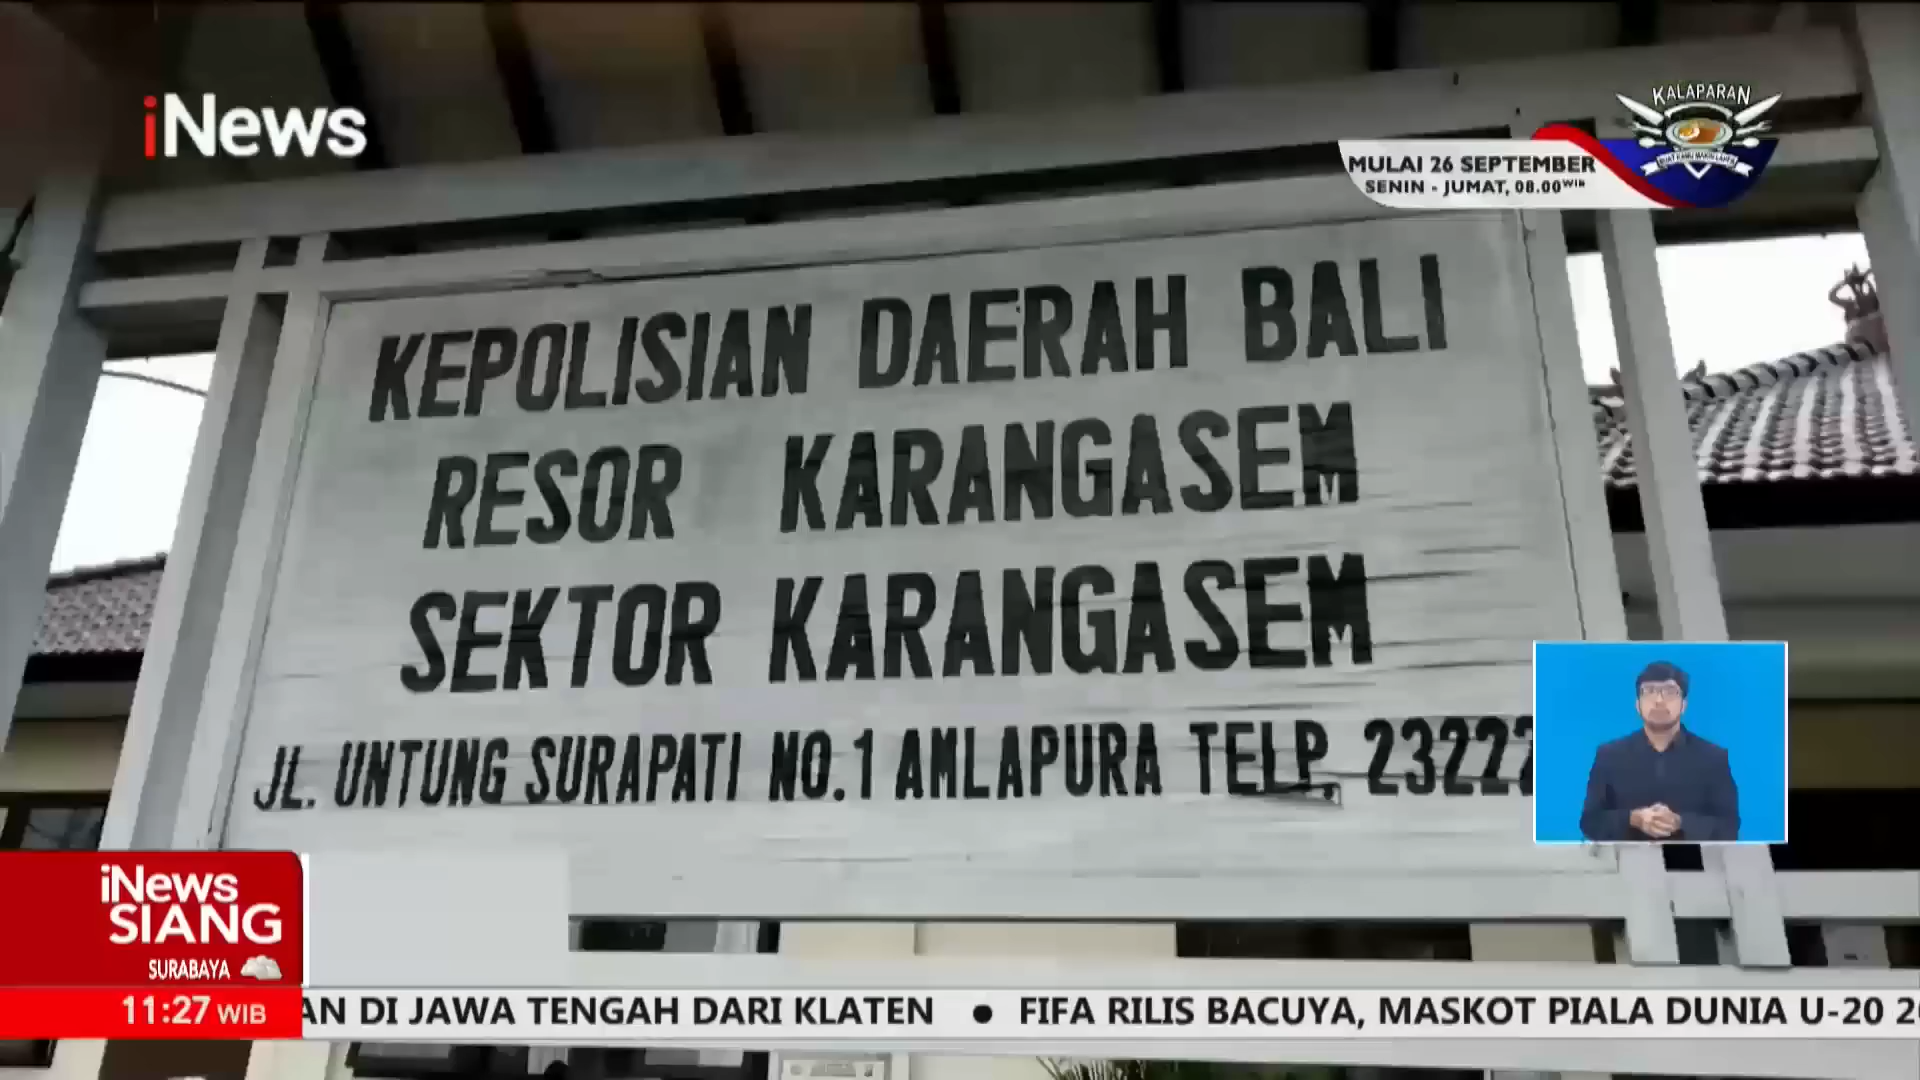 iNews
KALAPARAN
MULAI 26 SEPTEMBER
SENIN - JUMAT, 08.00 WIB
KEPOLISIAN DAERAH BALI
RESOR KARANGASEM
SEKTOR KARANGASEM
JL. UNTUNG SURAPATI NO.1 AMLAPURA TELP. 23222
iNews
SIANG
SURABAYA
11:27 WIB
AN DI JAWA TENGAH DARI KLATEN ● FIFA RILIS BACUYA, MASKOT PIALA DUNIA U-20